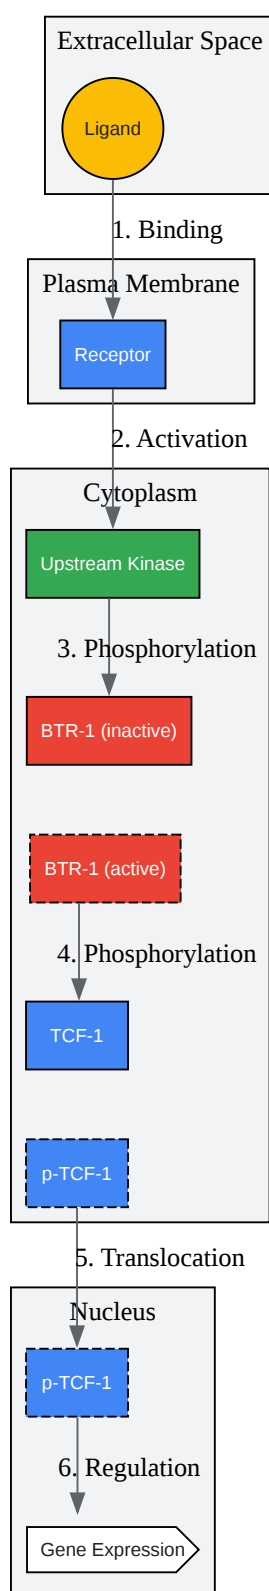 Extracellular Space
Ligand
1. Binding
Plasma Membrane
Receptor
2. Activation
Cytoplasm
Upstream Kinase
3. Phosphorylation
BTR-1 (inactive)
BTR-1 (active)
4. Phosphorylation
TCF-1
p-TCF-1
5. Translocation
Nucleus
p-TCF-1
6. Regulation
Gene Expression